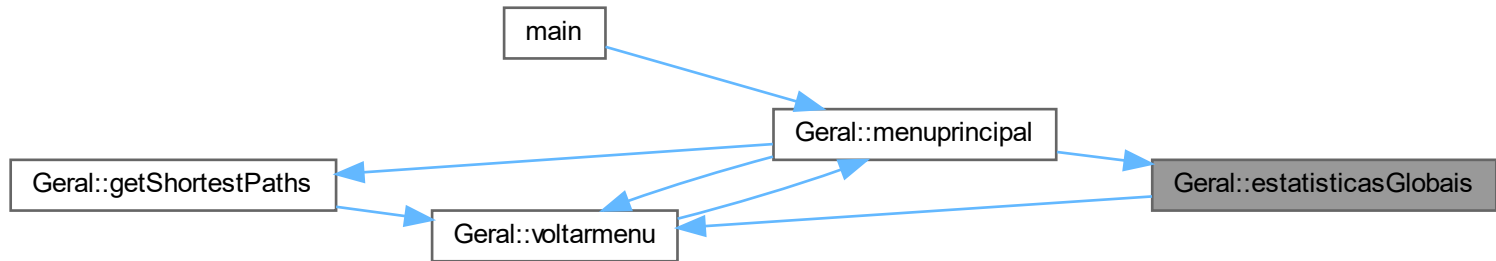 main
Geral::menuprincipal
Geral::getShortestPaths
Geral::estatisticasGlobais
Geral::voltarmenu